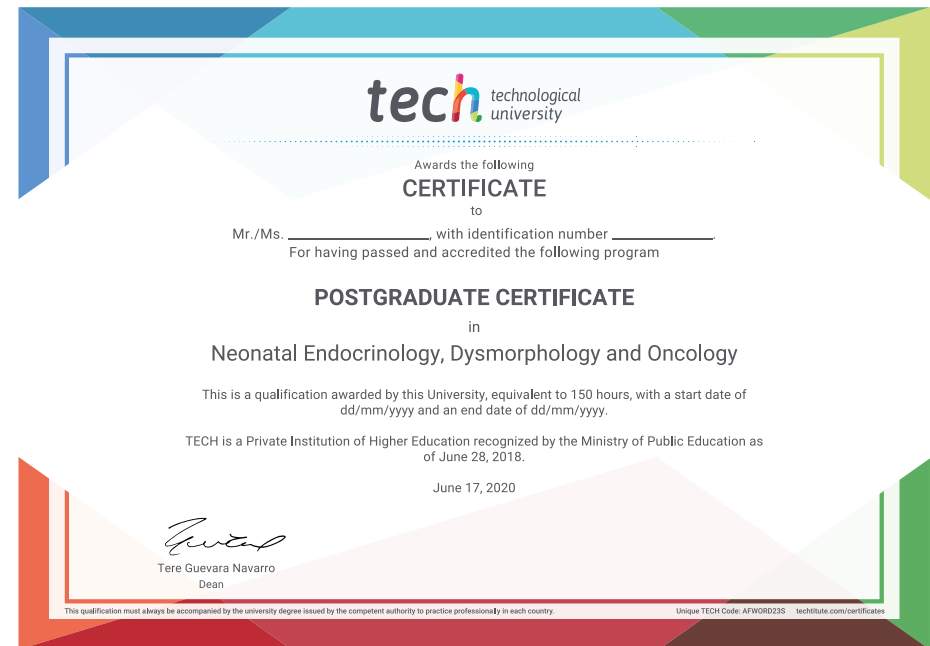 tech technological
university
Awards the following
CERTIFICATE
to
Mr./Ms. ____________________, with identification number ______________.
For having passed and accredited the following program
POSTGRADUATE CERTIFICATE
in
Neonatal Endocrinology, Dysmorphology and Oncology
This is a qualification awarded by this University, equivalent to 150 hours, with a start date of
dd/mm/yyyy and an end date of dd/mm/yyyy.
TECH is a Private Institution of Higher Education recognized by the Ministry of Public Education as
of June 28, 2018.
June 17, 2020
Tere Guevara Navarro
Dean
This qualification must always be accompanied by the university degree issued by the competent authority to practice professionally in each country. Unique TECH Code: AFWORD23S techtitute.com/certificates